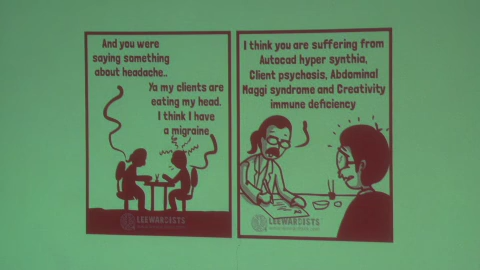 And you were
saying something
about headache..
Ya my clients are
eating my head.
I think I have
a migraine
LEEWARDISTS
I think you are suffering from
Autocad hyper synthia,
Client psychosis, Abdominal
Maggi syndrome and Creativity
immune deficiency
LEEWARDISTS